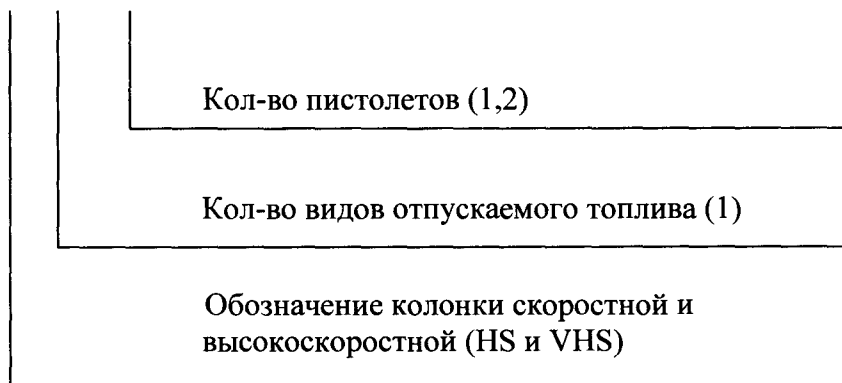 Кол-во пистолетов (1,2)
Кол-во видов отпускаемого топлива (1)
Обозначение колонки скоростной и
высокоскоростной (HS и VHS)